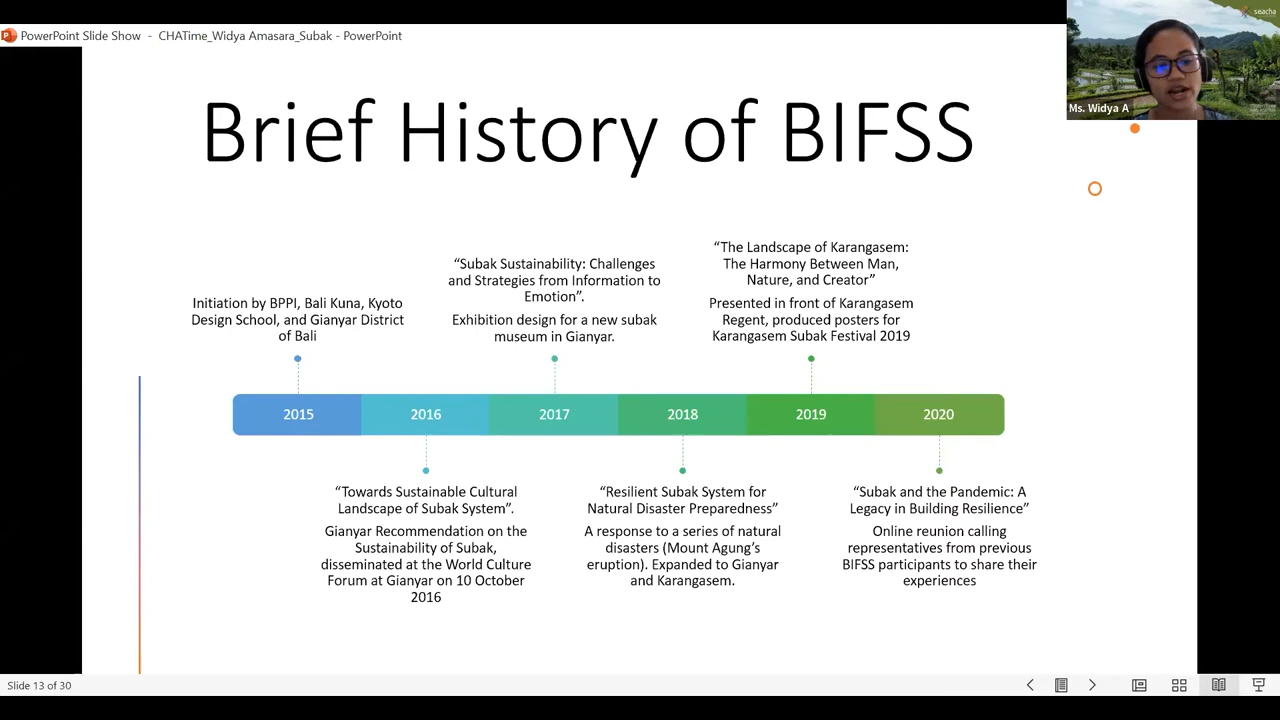 PowerPoint Slide Show - CHATime_Widya Amasara_Subak - PowerPoint
seacha
Ms. Widya A
Brief History of BIFSS
Initiation by BPPI, Bali Kuna, Kyoto
Design School, and Gianyar District
of Bali
“Subak Sustainability: Challenges
and Strategies from Information to
Emotion”.
Exhibition design for a new subak
museum in Gianyar.
“The Landscape of Karangasem:
The Harmony Between Man,
Nature, and Creator”
Presented in front of Karangasem
Regent, produced posters for
Karangasem Subak Festival 2019
2015 2016 2017 2018 2019 2020
“Towards Sustainable Cultural
Landscape of Subak System”.
Gianyar Recommendation on the
Sustainability of Subak,
disseminated at the World Culture
Forum at Gianyar on 10 October
2016
“Resilient Subak System for
Natural Disaster Preparedness”
A response to a series of natural
disasters (Mount Agung’s
eruption). Expanded to Gianyar
and Karangasem.
“Subak and the Pandemic: A
Legacy in Building Resilience”
Online reunion calling
representatives from previous
BIFSS participants to share their
experiences
Slide 13 of 30